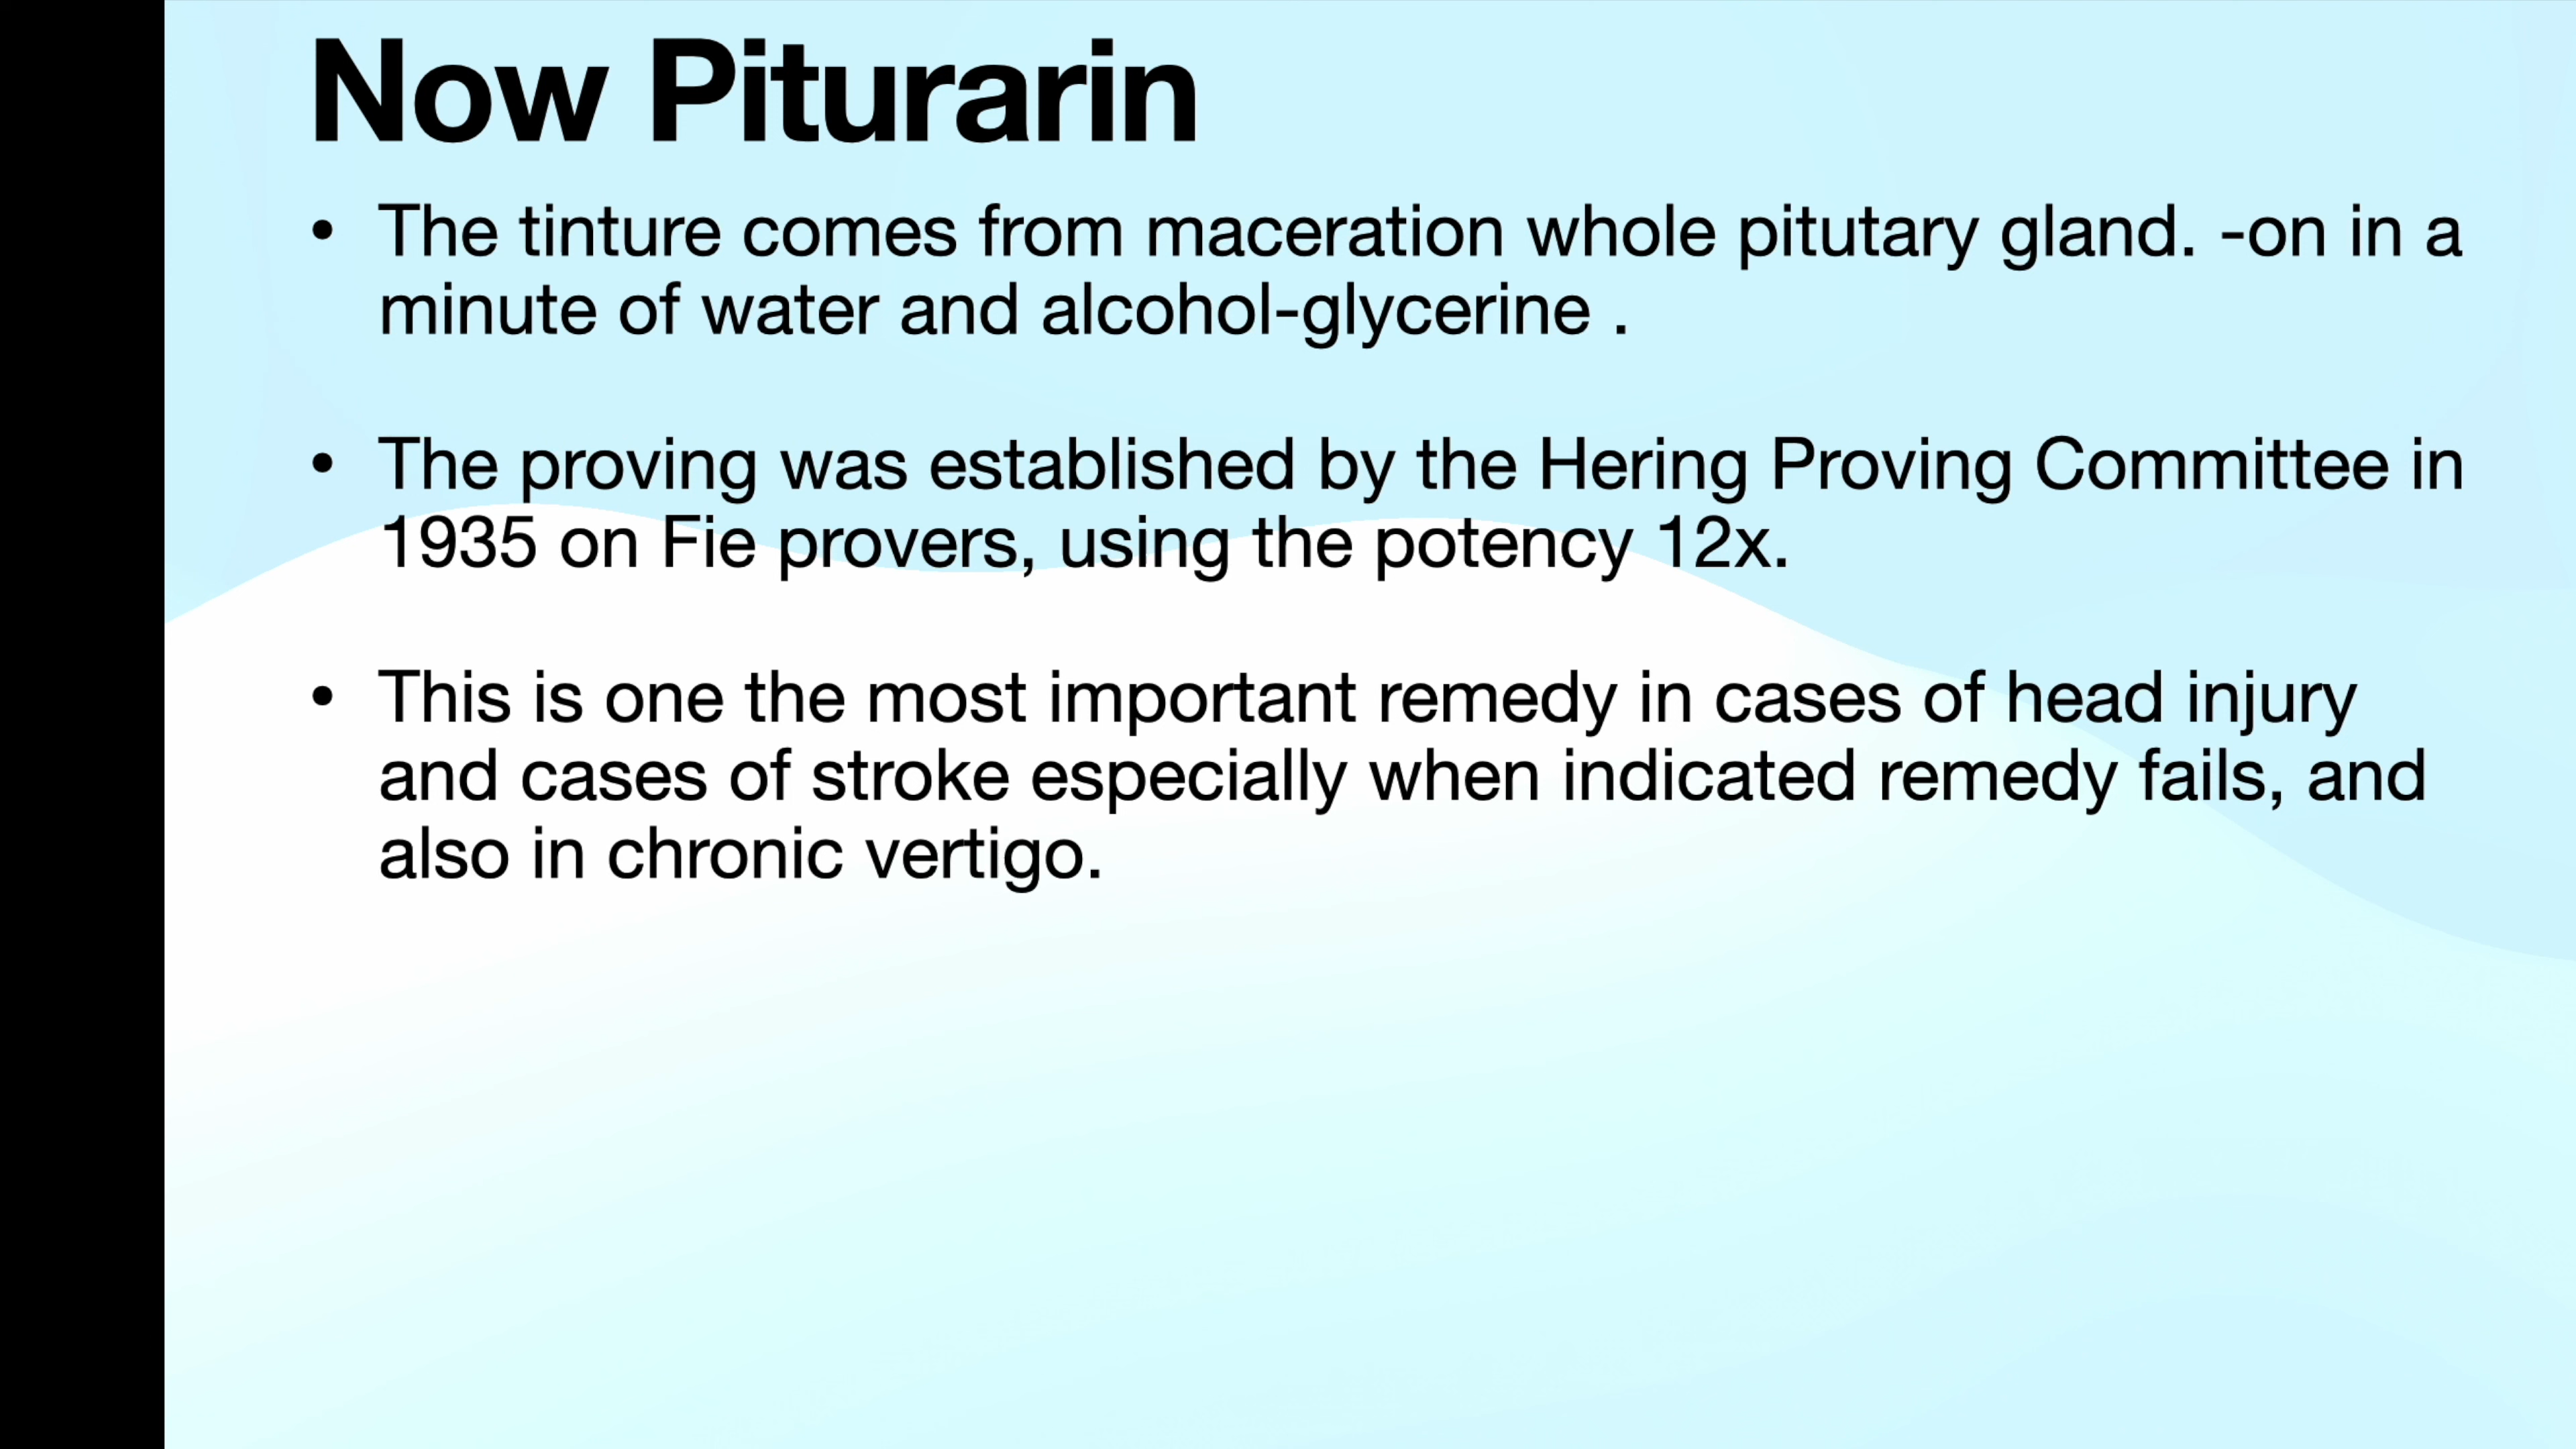 Now Piturarin
• The tinture comes from maceration whole pitutary gland. -on in a
minute of water and alcohol-glycerine .
• The proving was established by the Hering Proving Committee in
1935 on Fie provers, using the potency 12x.
• This is one the most important remedy in cases of head injury
and cases of stroke especially when indicated remedy fails, and
also in chronic vertigo.